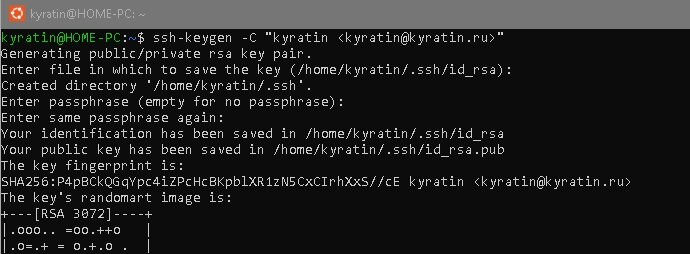 kyratin@HOME-PC: ~
kyratin@HOME-PC:~$ ssh-keygen -C "kyratin <kyratin@kyratin.ru>"
Generating public/private rsa key pair.
Enter file in which to save the key (/home/kyratin/.ssh/id_rsa):
Created directory '/home/kyratin/.ssh'.
Enter passphrase (empty for no passphrase):
Enter same passphrase again:
Your identification has been saved in /home/kyratin/.ssh/id_rsa
Your public key has been saved in /home/kyratin/.ssh/id_rsa.pub
The key fingerprint is:
SHA256:P4pBCkQGqYpc4iZPcHcBKpblXR1zN5CxCIrhXxS//cE kyratin <kyratin@kyratin.ru>
The key's randomart image is:
+---[RSA 3072]----+
|.ooo.. =oo.++o   |
|.o=.+ = o.+.o .  |